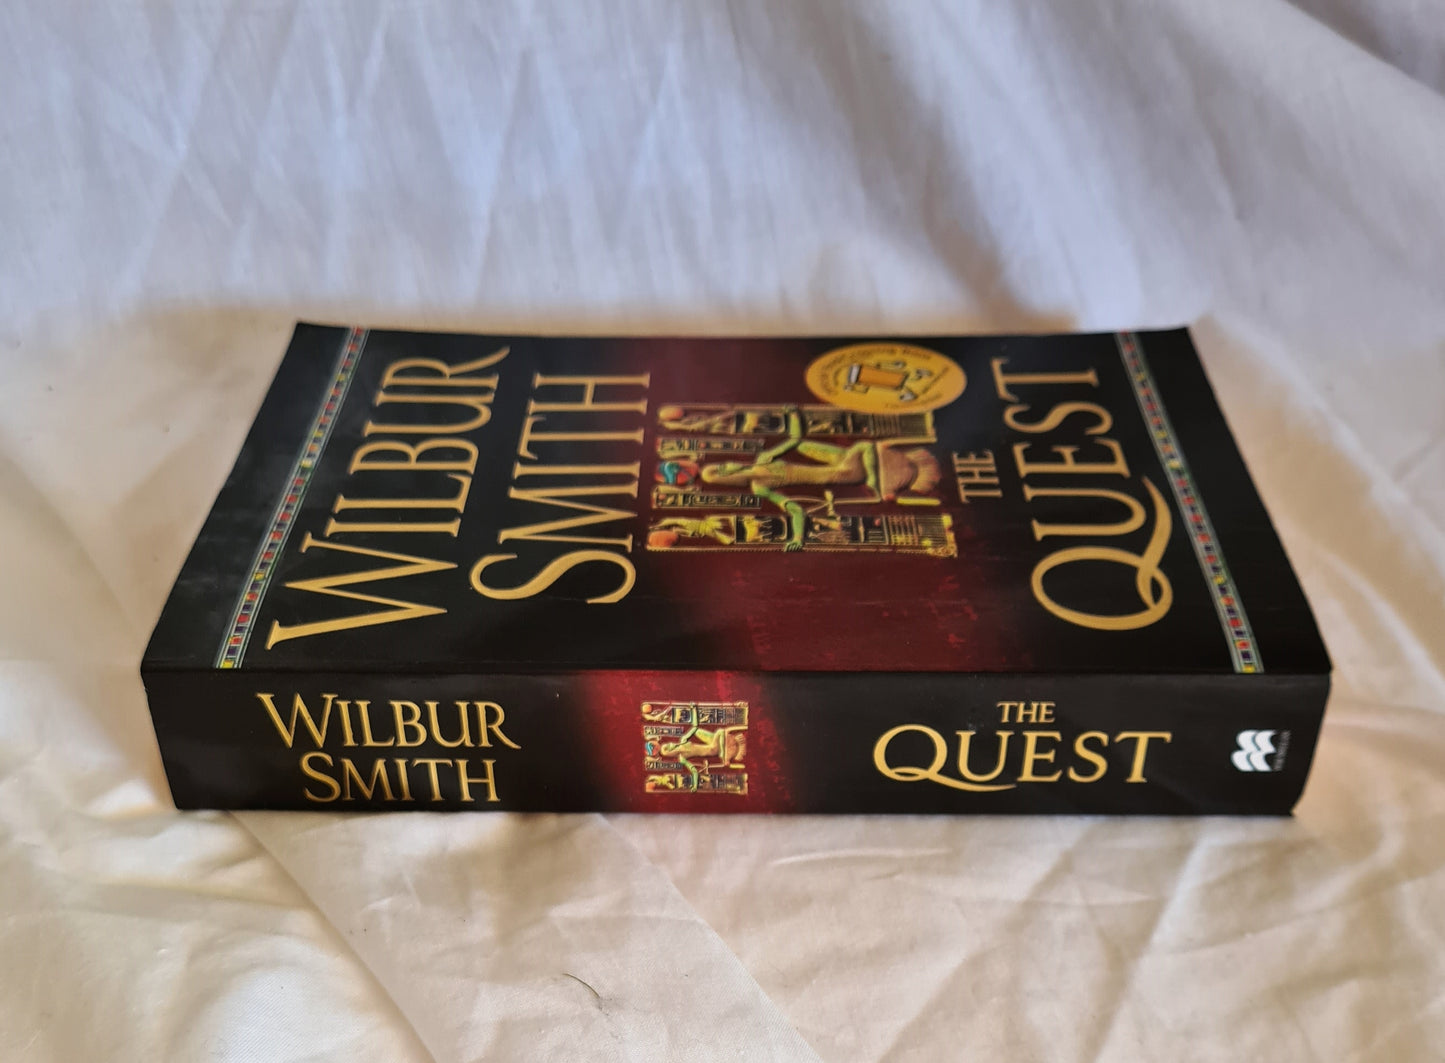 WILBUR
SMITH
THE
QUEST
WILBUR
SMITH
THE
QUEST